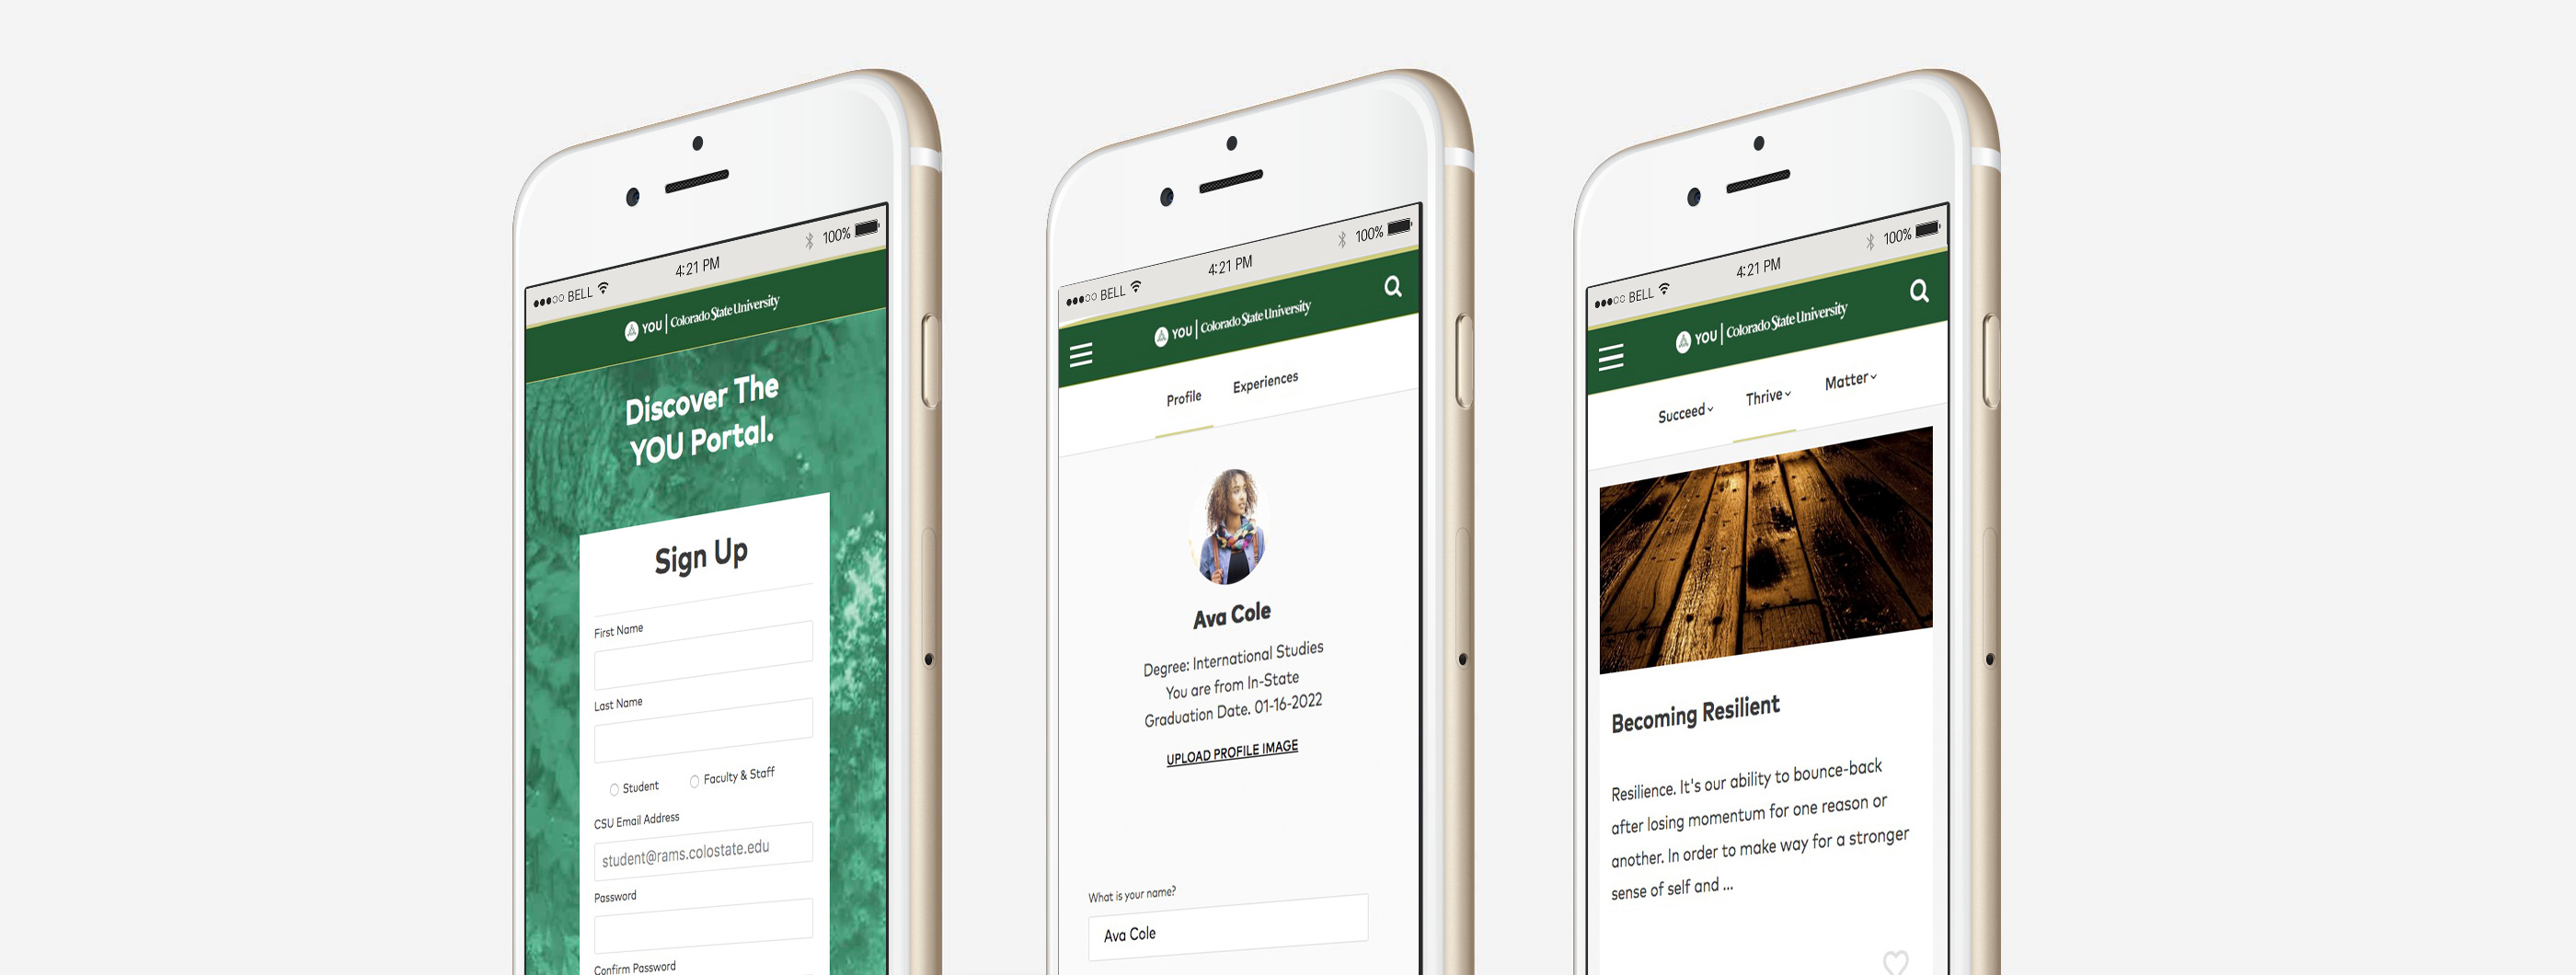 ●●●○○ BELL 4:21 PM 100%
YOU | Colorado State University
Discover The
YOU Portal.
Sign Up
First Name
Last Name
Student Faculty & Staff
CSU Email Address
student@rams.colostate.edu
Password
Confirm Password
●●●○○ BELL 4:21 PM 100%
YOU | Colorado State University
Profile Experiences
Ava Cole
Degree: International Studies
You are from In-State
Graduation Date. 01-16-2022
UPLOAD PROFILE IMAGE
What is your name?
Ava Cole
●●●○○ BELL 4:21 PM 100%
YOU | Colorado State University
Succeed Thrive Matter
Becoming Resilient
Resilience. It's our ability to bounce-back
after losing momentum for one reason or
another. In order to make way for a stronger
sense of self and ...